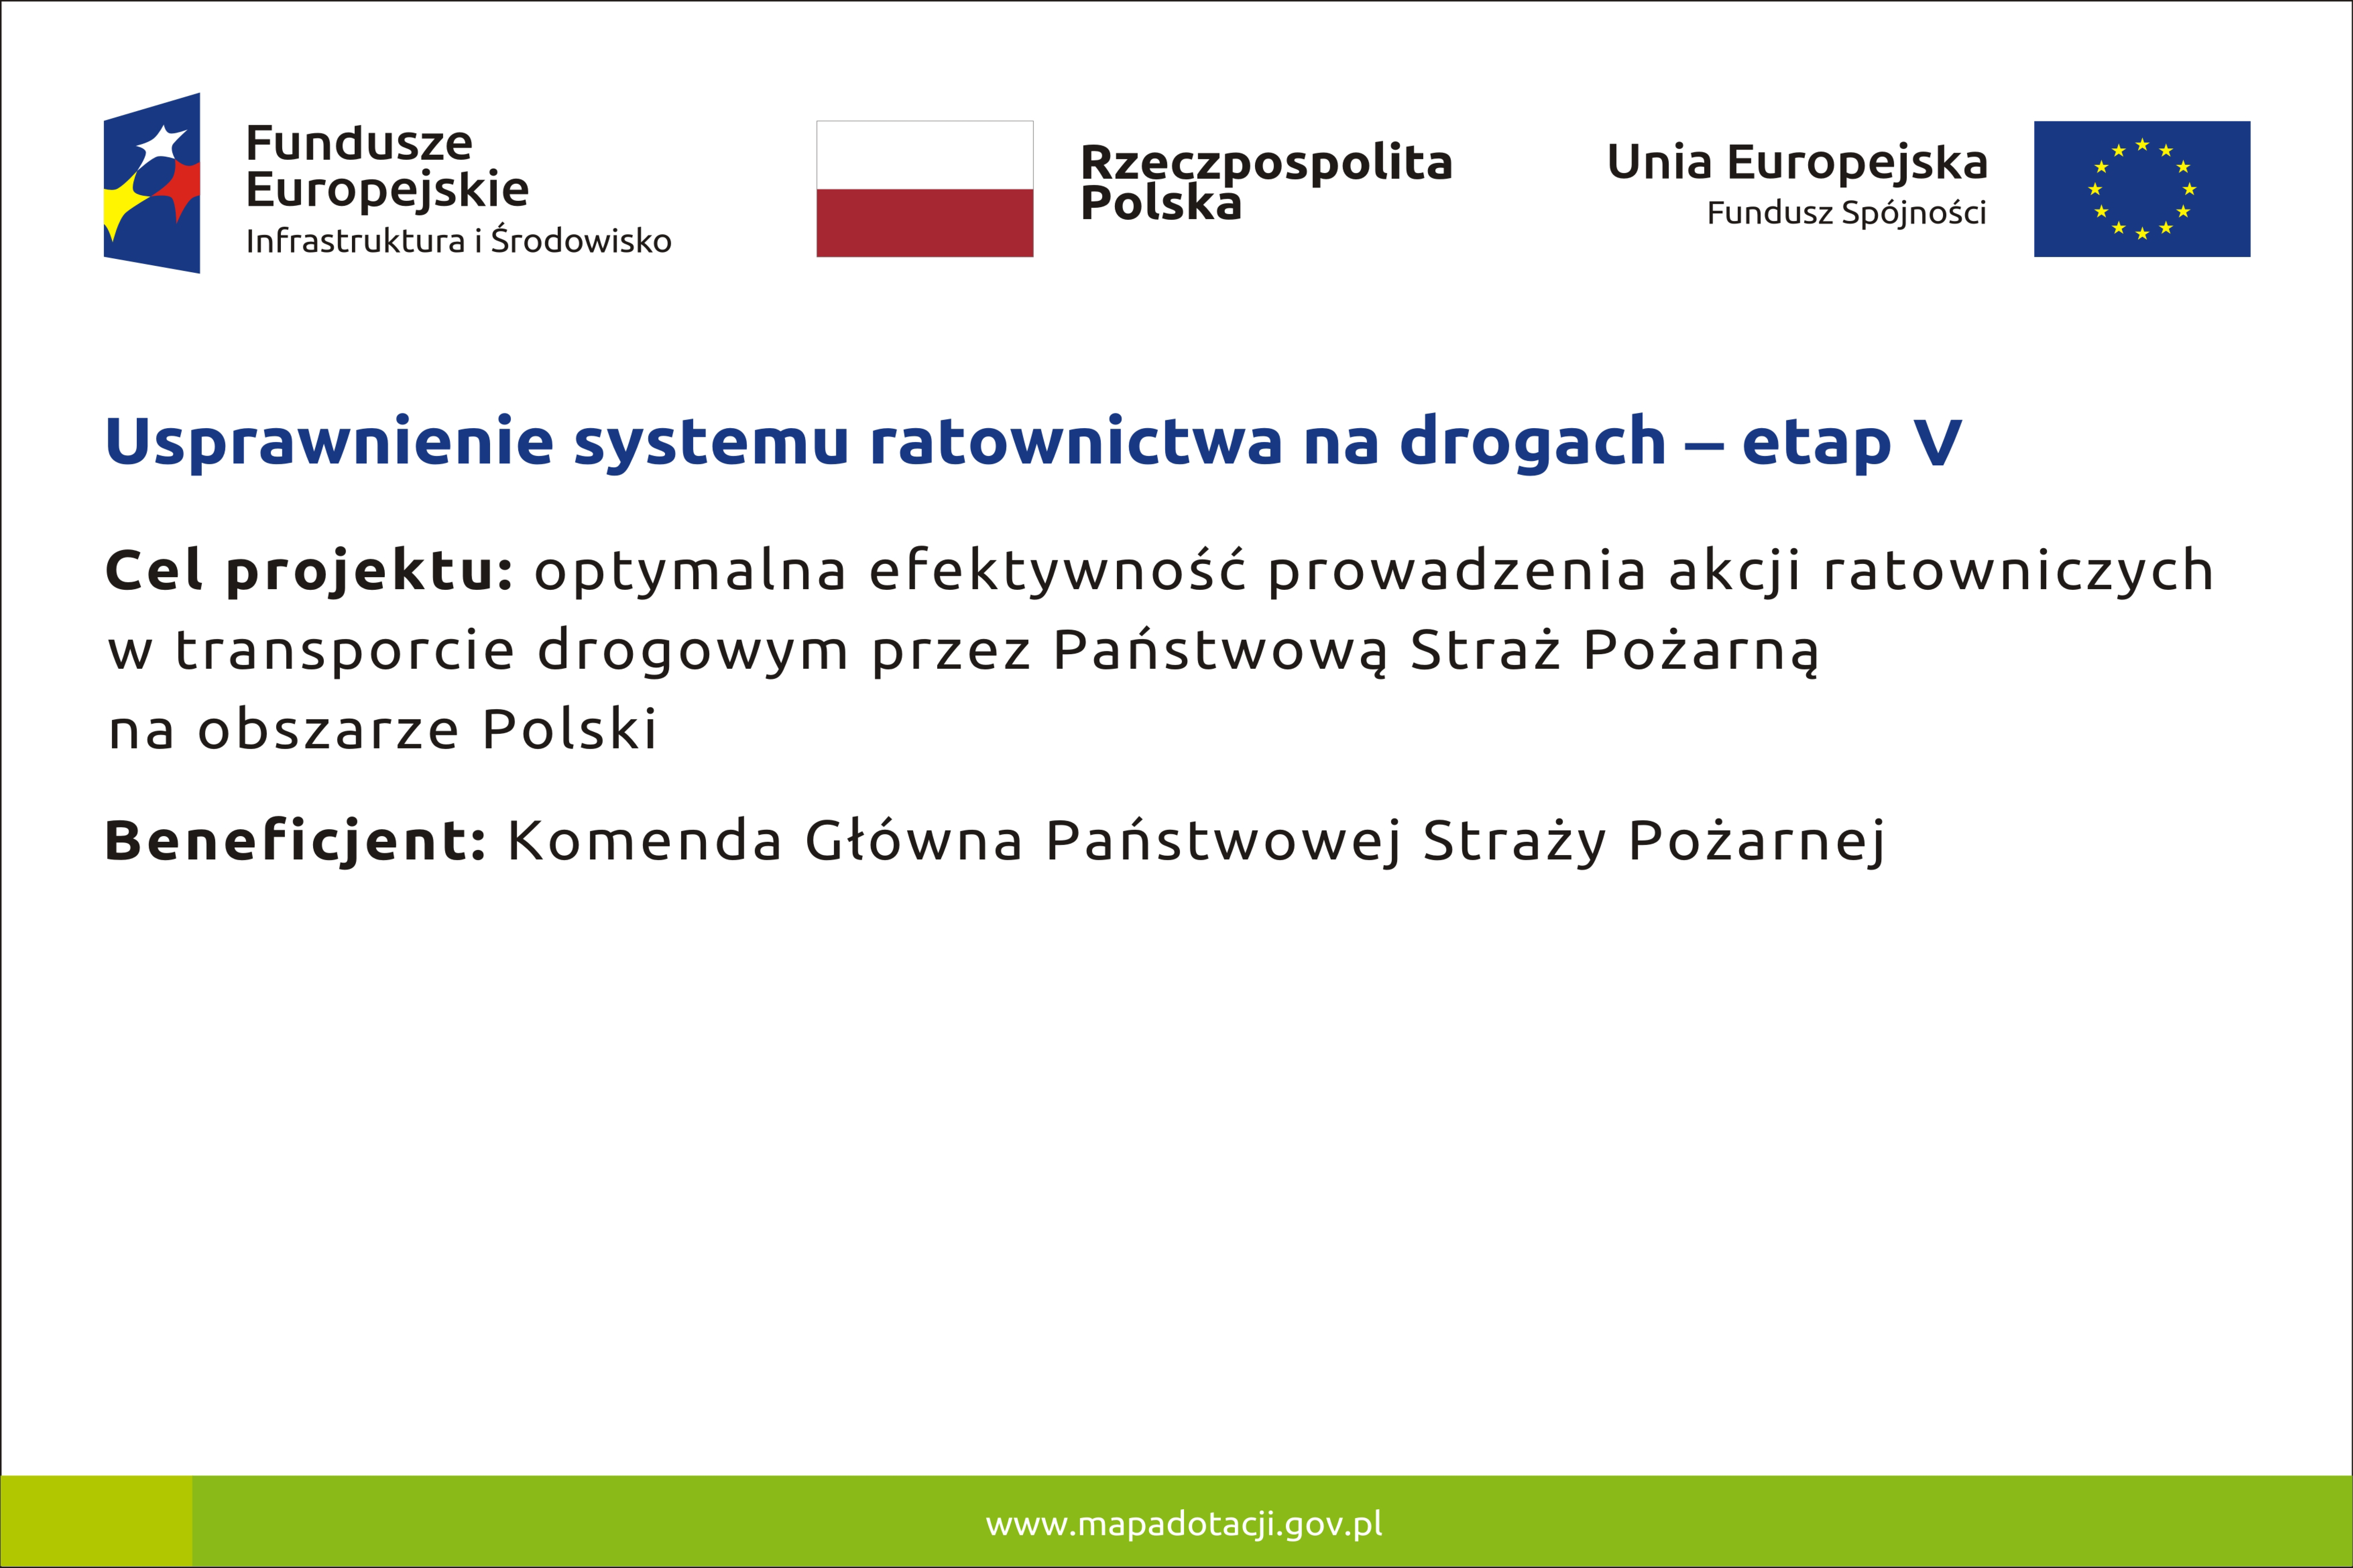 Fundusze
Europejskie
Infrastruktura i Środowisko
Rzeczpospolita
Polska
Unia Europejska
Fundusz Spójności
Usprawnienie systemu ratownictwa na drogach – etap V
Cel projektu: optymalna efektywność prowadzenia akcji ratowniczych
w transporcie drogowym przez Państwową Straż Pożarną
na obszarze Polski
Beneficjent: Komenda Główna Państwowej Straży Pożarnej
www.mapadotacji.gov.pl